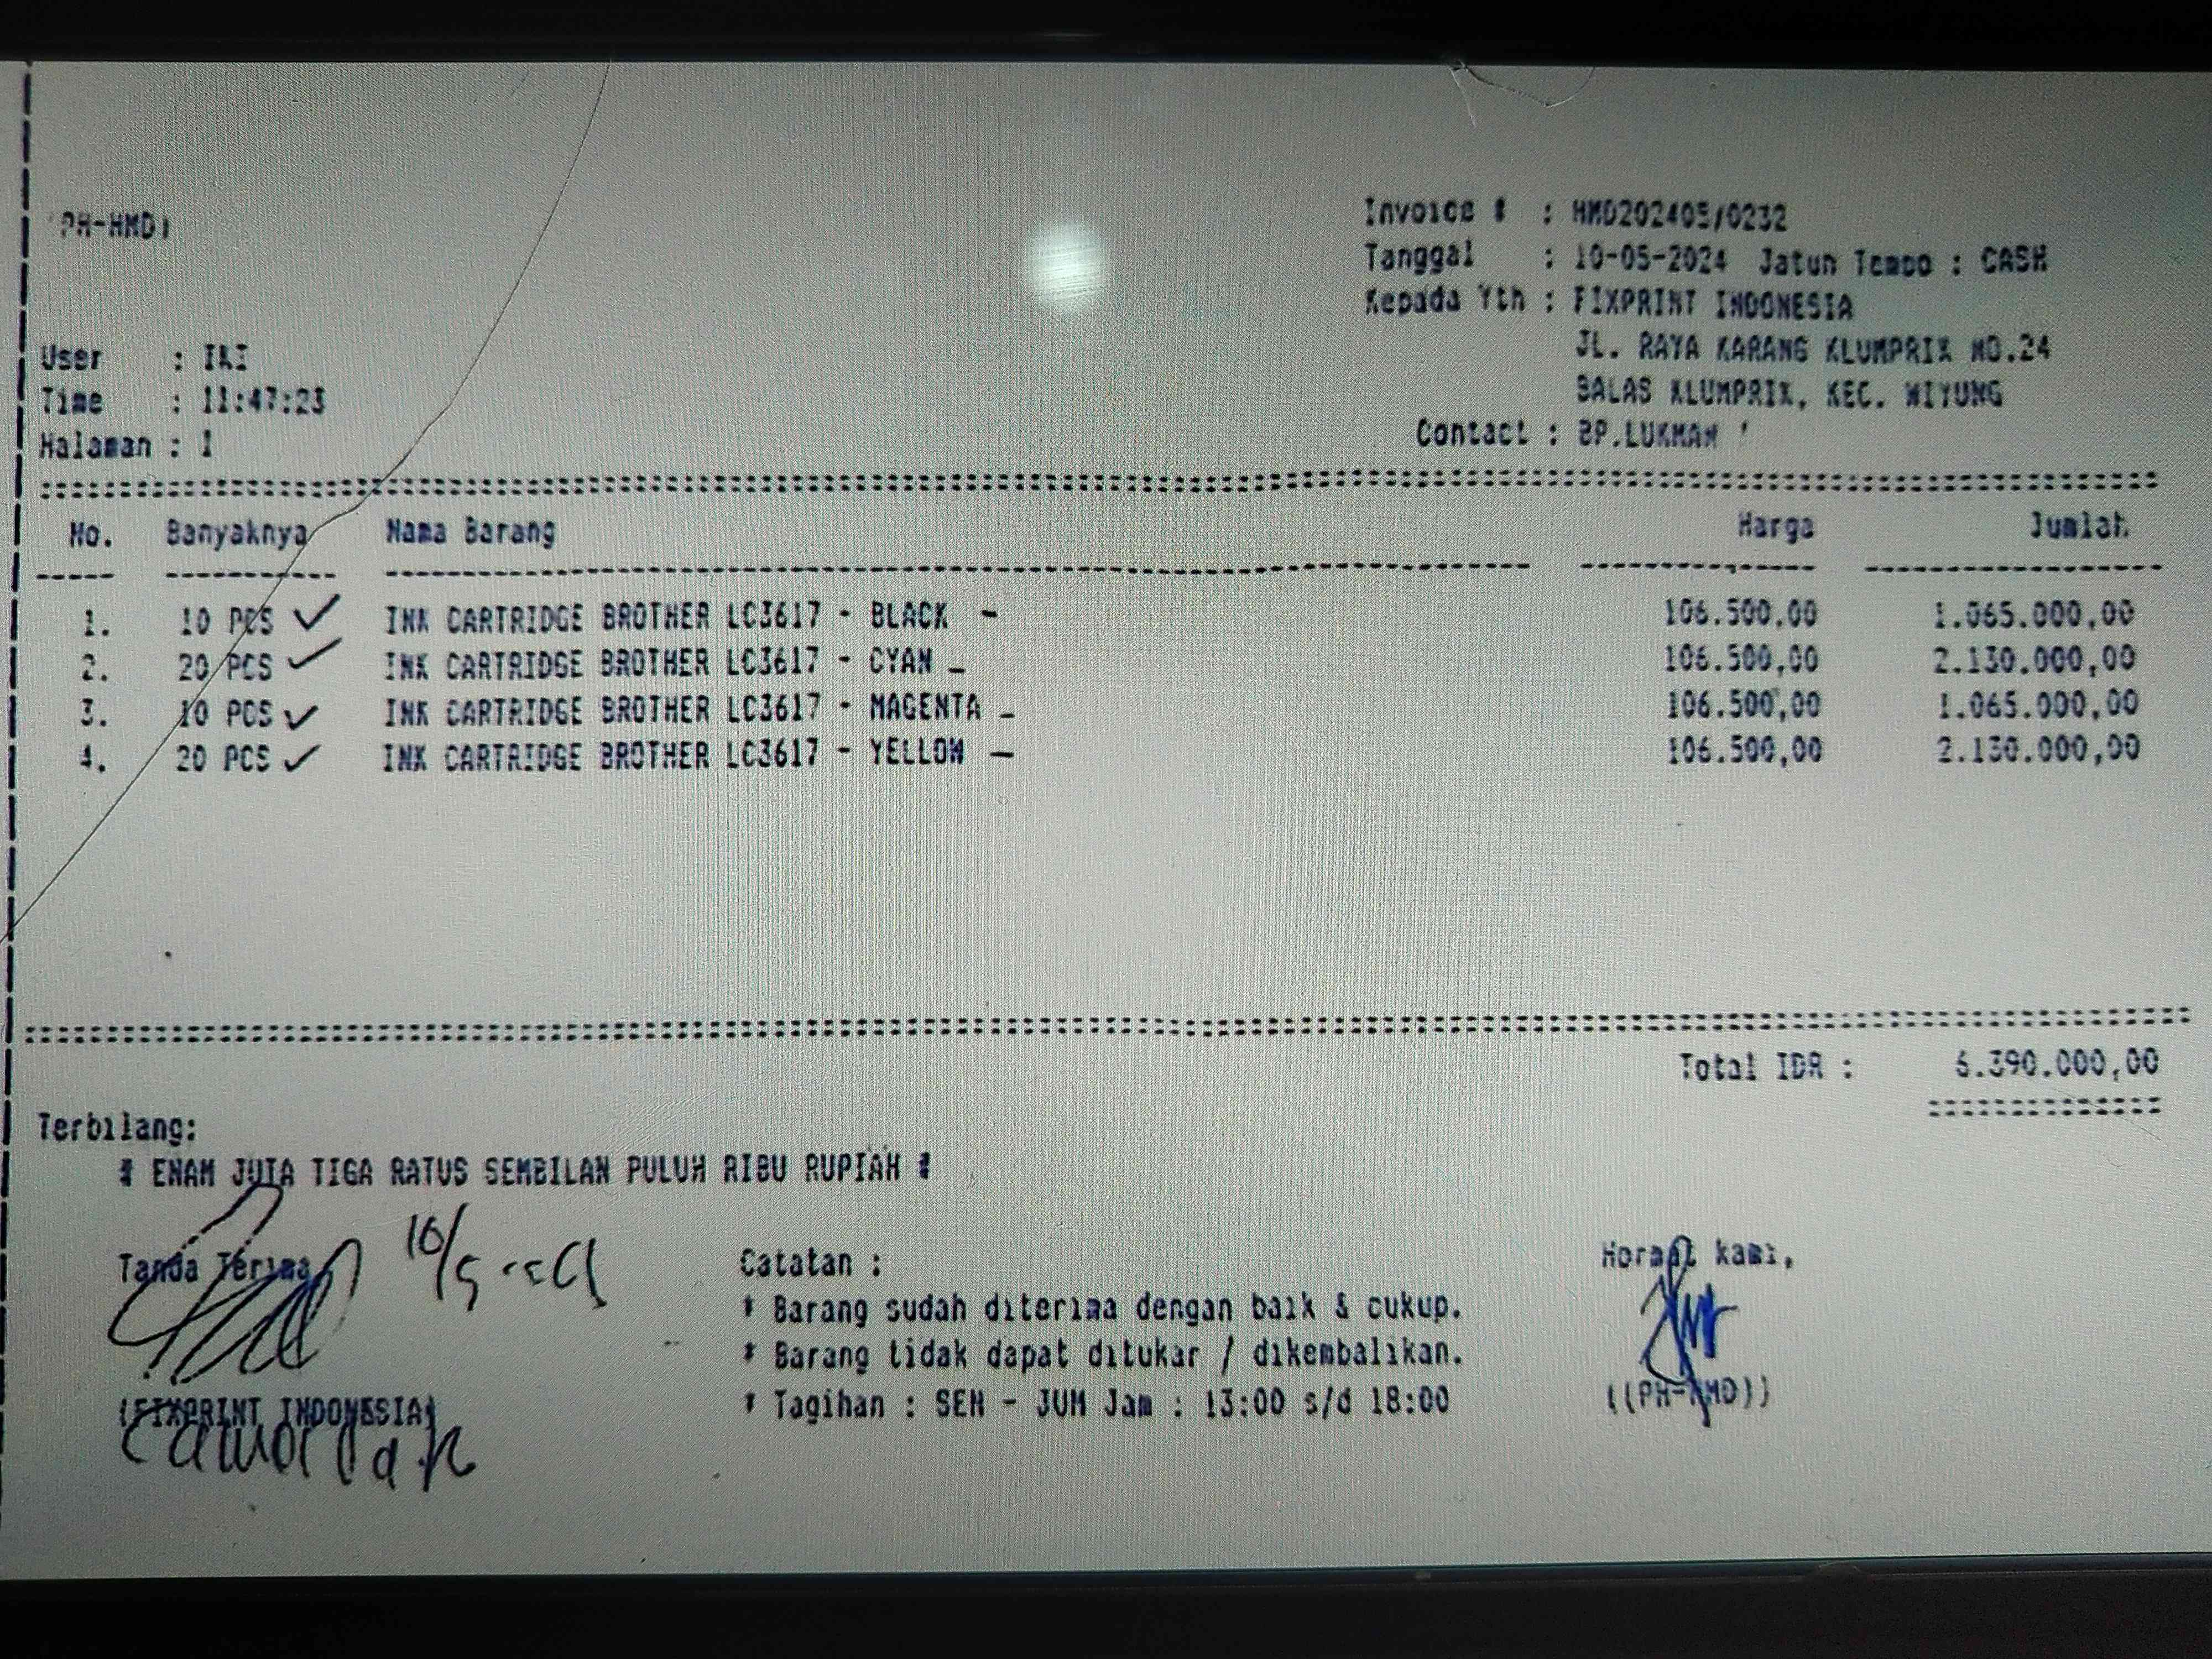 (PH-HMD)
Invoice # : HMD202405/0232
Tanggal : 10-05-2024 Jatuh Tempo : CASH
Kepada Yth : FIXPRINT INDONESIA
JL. RAYA KARANG KLUMPRIK NO.24
BALAS KLUMPRIK, KEC. WIYUNG
Contact : BP.LUKMAN
User :
Time : 11:47:23
Halaman : 1
No. Banyaknya Nama Barang Harga Jumlah
1. 10 PCS ✓ INK CARTRIDGE BROTHER LC3617 - BLACK - 106.500,00 1.065.000,00
2. 20 PCS ✓ INK CARTRIDGE BROTHER LC3617 - CYAN - 106.500,00 2.130.000,00
3. 10 PCS ✓ INK CARTRIDGE BROTHER LC3617 - MAGENTA - 106.500,00 1.065.000,00
4. 20 PCS ✓ INK CARTRIDGE BROTHER LC3617 - YELLOW - 106.500,00 2.130.000,00
Total IDR : 6.390.000,00
Terbilang:
# ENAM JUTA TIGA RATUS SEMBILAN PULUH RIBU RUPIAH #
Tanda Terima
Catatan :
* Barang sudah diterima dengan baik & cukup.
* Barang tidak dapat ditukar / dikembalikan.
* Tagihan : SEN - JUM Jam : 13:00 s/d 18:00
Hormat kami,
(FIXPRINT INDONESIA)
((PH-HMD))